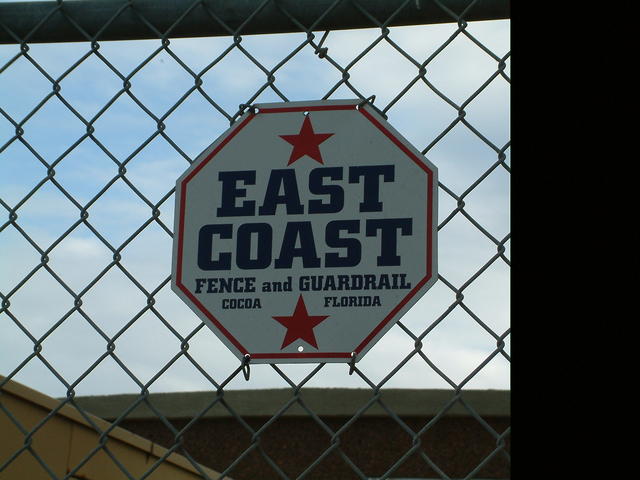 EAST
COAST
FENCE and GUARDRAIL
COCOA FLORIDA